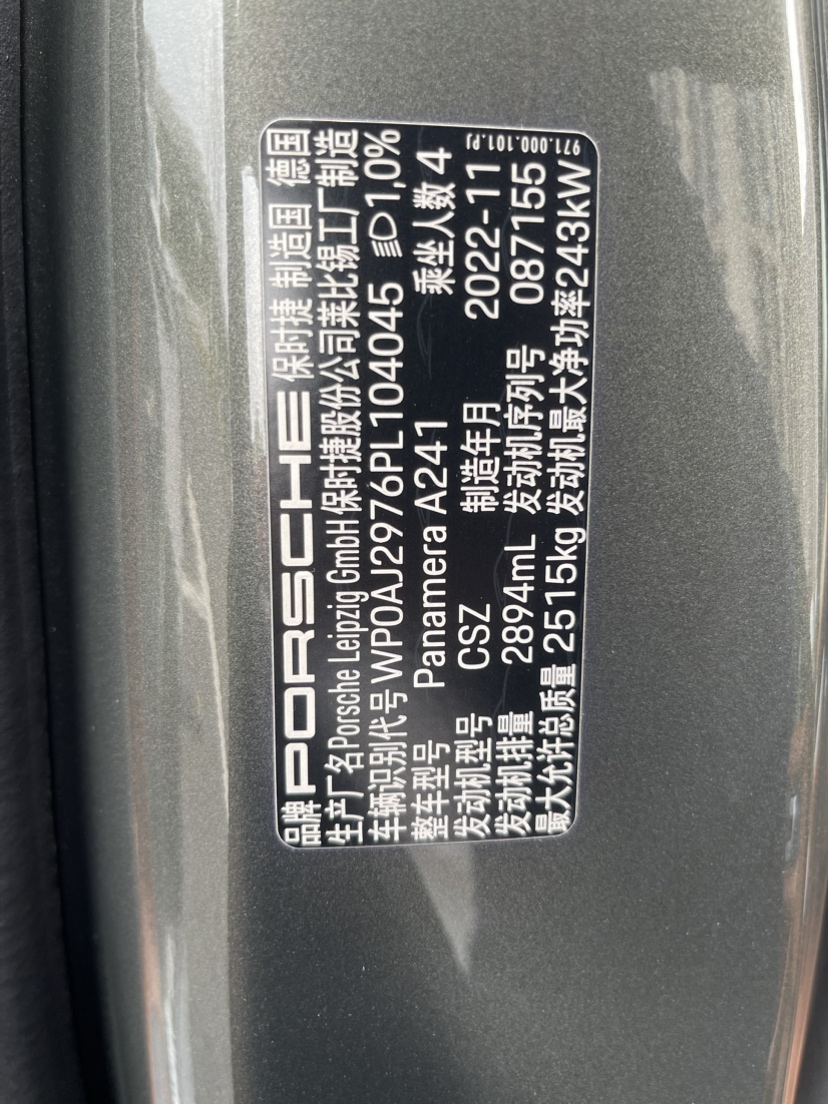 品牌 PORSCHE 保时捷 制造国 德国
生产厂名 Porsche Leipzig GmbH 保时捷股份公司莱比锡工厂制造
车辆识别代号 WP0AJ2976PL104045 1,0%
整车型号 Panamera A241 乘坐人数 4
发动机型号 CSZ 制造年月 2022-11
发动机排量 2894mL 发动机序列号 087155
最大允许总质量 2515kg 发动机最大净功率 243kW
971.000.101.PJ